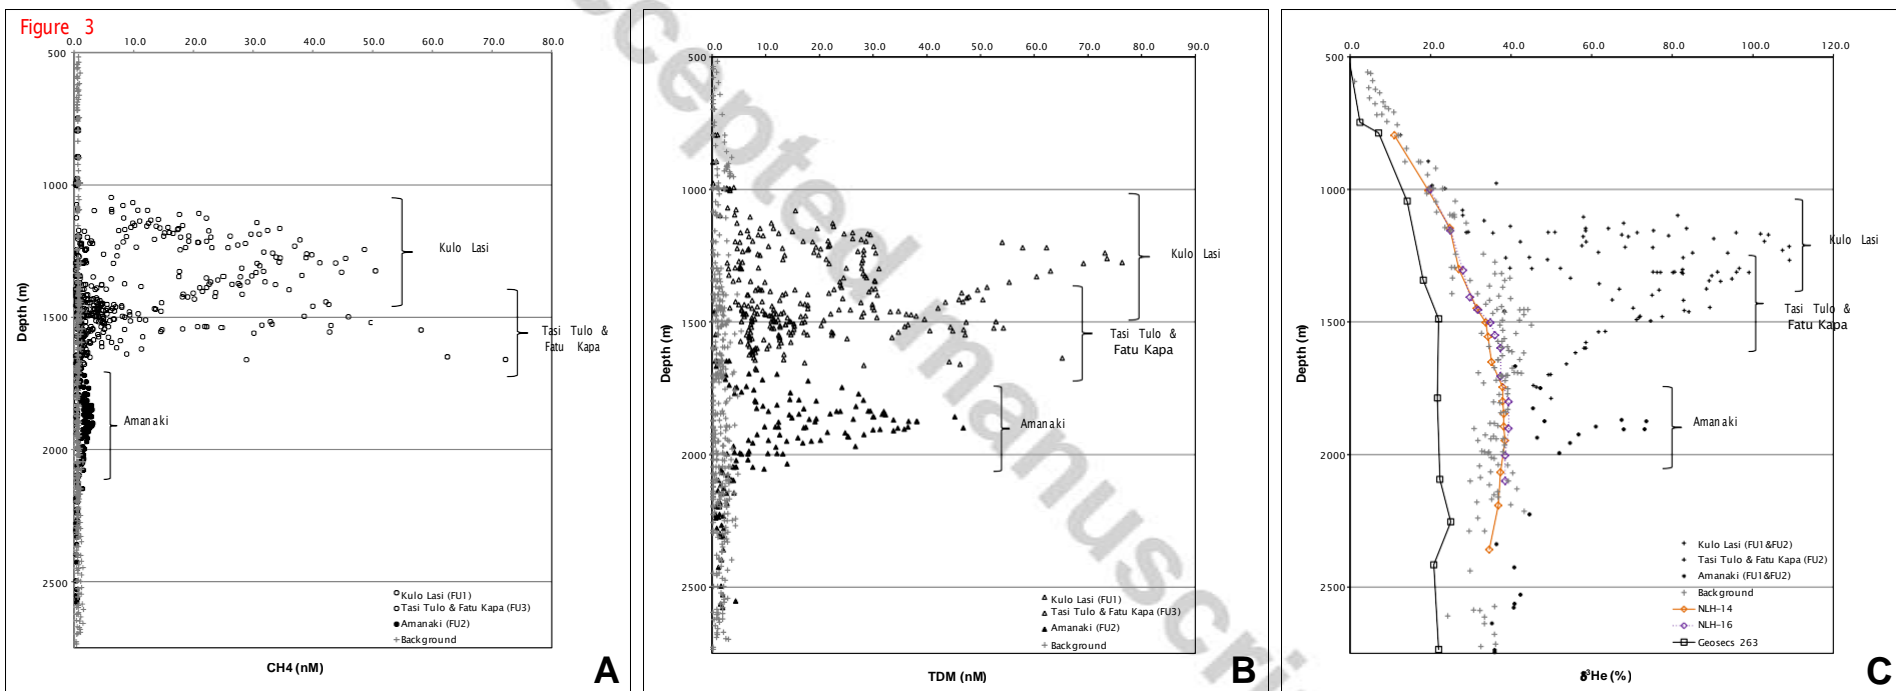 Figure 3
0.0 10.0 20.0 30.0 40.0 50.0 60.0 70.0 80.0
500
1000
1500
2000
2500
Depth (m)
Kulo Lasi
Tasi Tulo &
Fatu Kapa
Amanaki
Kulo Lasi (FU1)
Tasi Tulo & Fatu Kapa (FU3)
Amanaki (FU2)
Background
CH4 (nM)
A
0.0 10.0 20.0 30.0 40.0 50.0 60.0 70.0 80.0 90.0
500
1000
1500
2000
2500
Depth (m)
Kulo Lasi
Tasi Tulo &
Fatu Kapa
Amanaki
Kulo Lasi (FU1)
Tasi Tulo & Fatu Kapa (FU3)
Amanaki (FU2)
Background
TDM (nM)
B
0.0 20.0 40.0 60.0 80.0 100.0 120.0
500
1000
1500
2000
2500
Depth (m)
Kulo Lasi
Tasi Tulo &
Fatu Kapa
Amanaki
Kulo Lasi (FU1&FU2)
Tasi Tulo & Fatu Kapa (FU2)
Amanaki (FU1&FU2)
Background
NLH-14
NLH-16
Geosecs 263
δ³He (%)
C
ccepted manuscri